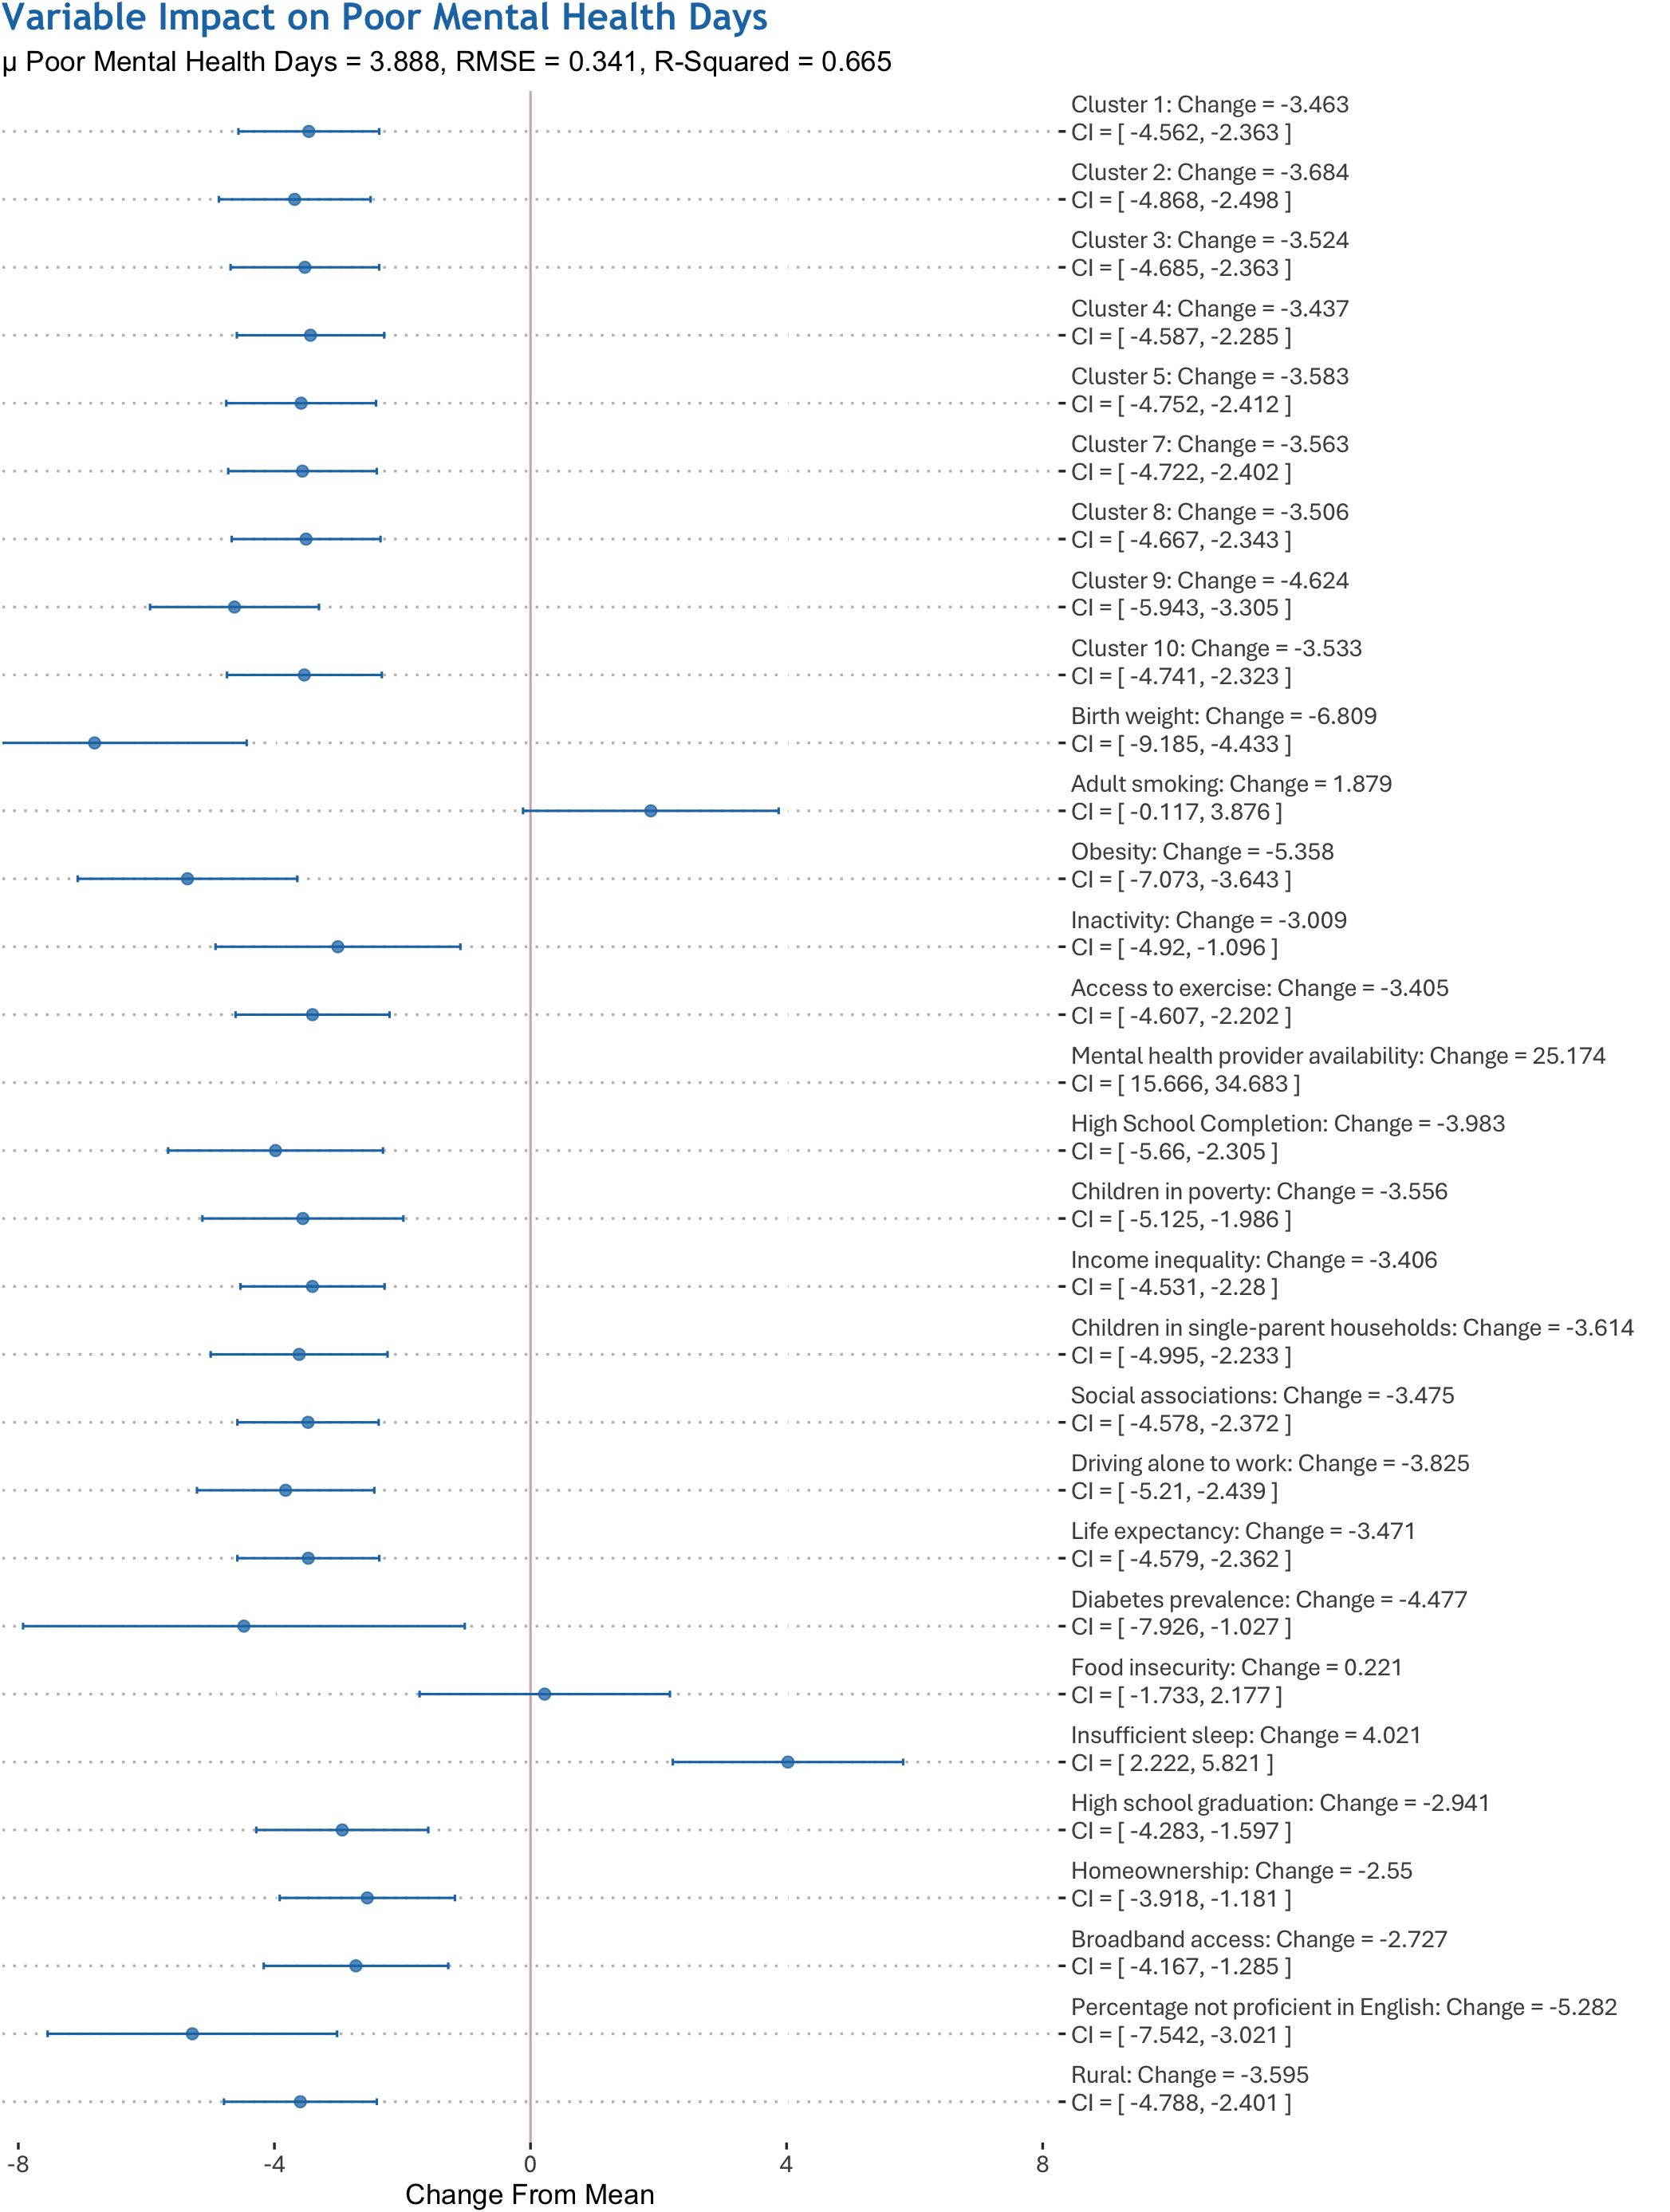 Variable Impact on Poor Mental Health Days
µ Poor Mental Health Days = 3.888, RMSE = 0.341, R-Squared = 0.665
Cluster 1: Change = -3.463
CI = [ -4.562, -2.363 ]
Cluster 2: Change = -3.684
CI = [ -4.868, -2.498 ]
Cluster 3: Change = -3.524
CI = [ -4.685, -2.363 ]
Cluster 4: Change = -3.437
CI = [ -4.587, -2.285 ]
Cluster 5: Change = -3.583
CI = [ -4.752, -2.412 ]
Cluster 7: Change = -3.563
CI = [ -4.722, -2.402 ]
Cluster 8: Change = -3.506
CI = [ -4.667, -2.343 ]
Cluster 9: Change = -4.624
CI = [ -5.943, -3.305 ]
Cluster 10: Change = -3.533
CI = [ -4.741, -2.323 ]
Birth weight: Change = -6.809
CI = [ -9.185, -4.433 ]
Adult smoking: Change = 1.879
CI = [ -0.117, 3.876 ]
Obesity: Change = -5.358
CI = [ -7.073, -3.643 ]
Inactivity: Change = -3.009
CI = [ -4.92, -1.096 ]
Access to exercise: Change = -3.405
CI = [ -4.607, -2.202 ]
Mental health provider availability: Change = 25.174
CI = [ 15.666, 34.683 ]
High School Completion: Change = -3.983
CI = [ -5.66, -2.305 ]
Children in poverty: Change = -3.556
CI = [ -5.125, -1.986 ]
Income inequality: Change = -3.406
CI = [ -4.531, -2.28 ]
Children in single-parent households: Change = -3.614
CI = [ -4.995, -2.233 ]
Social associations: Change = -3.475
CI = [ -4.578, -2.372 ]
Driving alone to work: Change = -3.825
CI = [ -5.21, -2.439 ]
Life expectancy: Change = -3.471
CI = [ -4.579, -2.362 ]
Diabetes prevalence: Change = -4.477
CI = [ -7.926, -1.027 ]
Food insecurity: Change = 0.221
CI = [ -1.733, 2.177 ]
Insufficient sleep: Change = 4.021
CI = [ 2.222, 5.821 ]
High school graduation: Change = -2.941
CI = [ -4.283, -1.597 ]
Homeownership: Change = -2.55
CI = [ -3.918, -1.181 ]
Broadband access: Change = -2.727
CI = [ -4.167, -1.285 ]
Percentage not proficient in English: Change = -5.282
CI = [ -7.542, -3.021 ]
Rural: Change = -3.595
CI = [ -4.788, -2.401 ]
-8 -4 0 4 8
Change From Mean